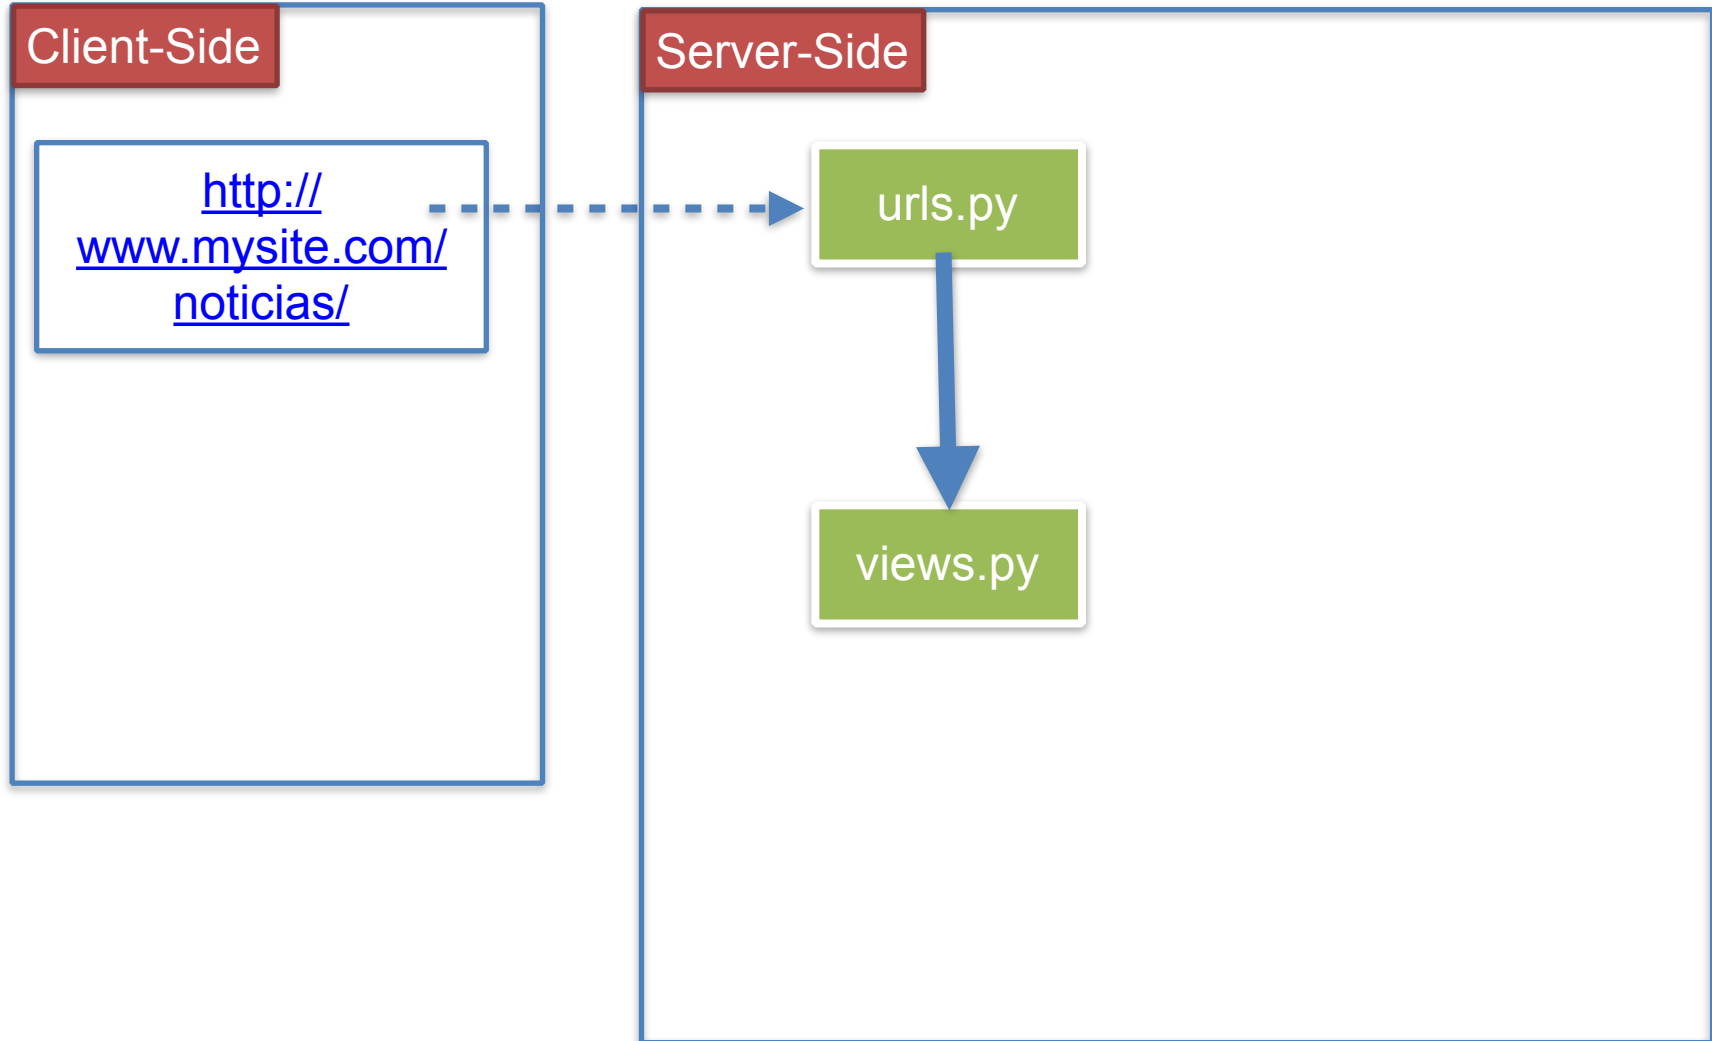 Client-Side
Server-Side
http://
www.mysite.com/
noticias/
urls.py
views.py